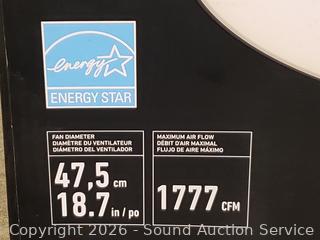 energy
ENERGY STAR
FAN DIAMETER
DIAMÈTRE DU VENTILATEUR
DIÁMETRO DEL VENTILADOR
47,5 cm
18.7 in / po
MAXIMUM AIR FLOW
DÉBIT D'AIR MAXIMAL
FLUJO DE AIRE MÁXIMO
1777 CFM
Copyright 2026 - Sound Auction Service